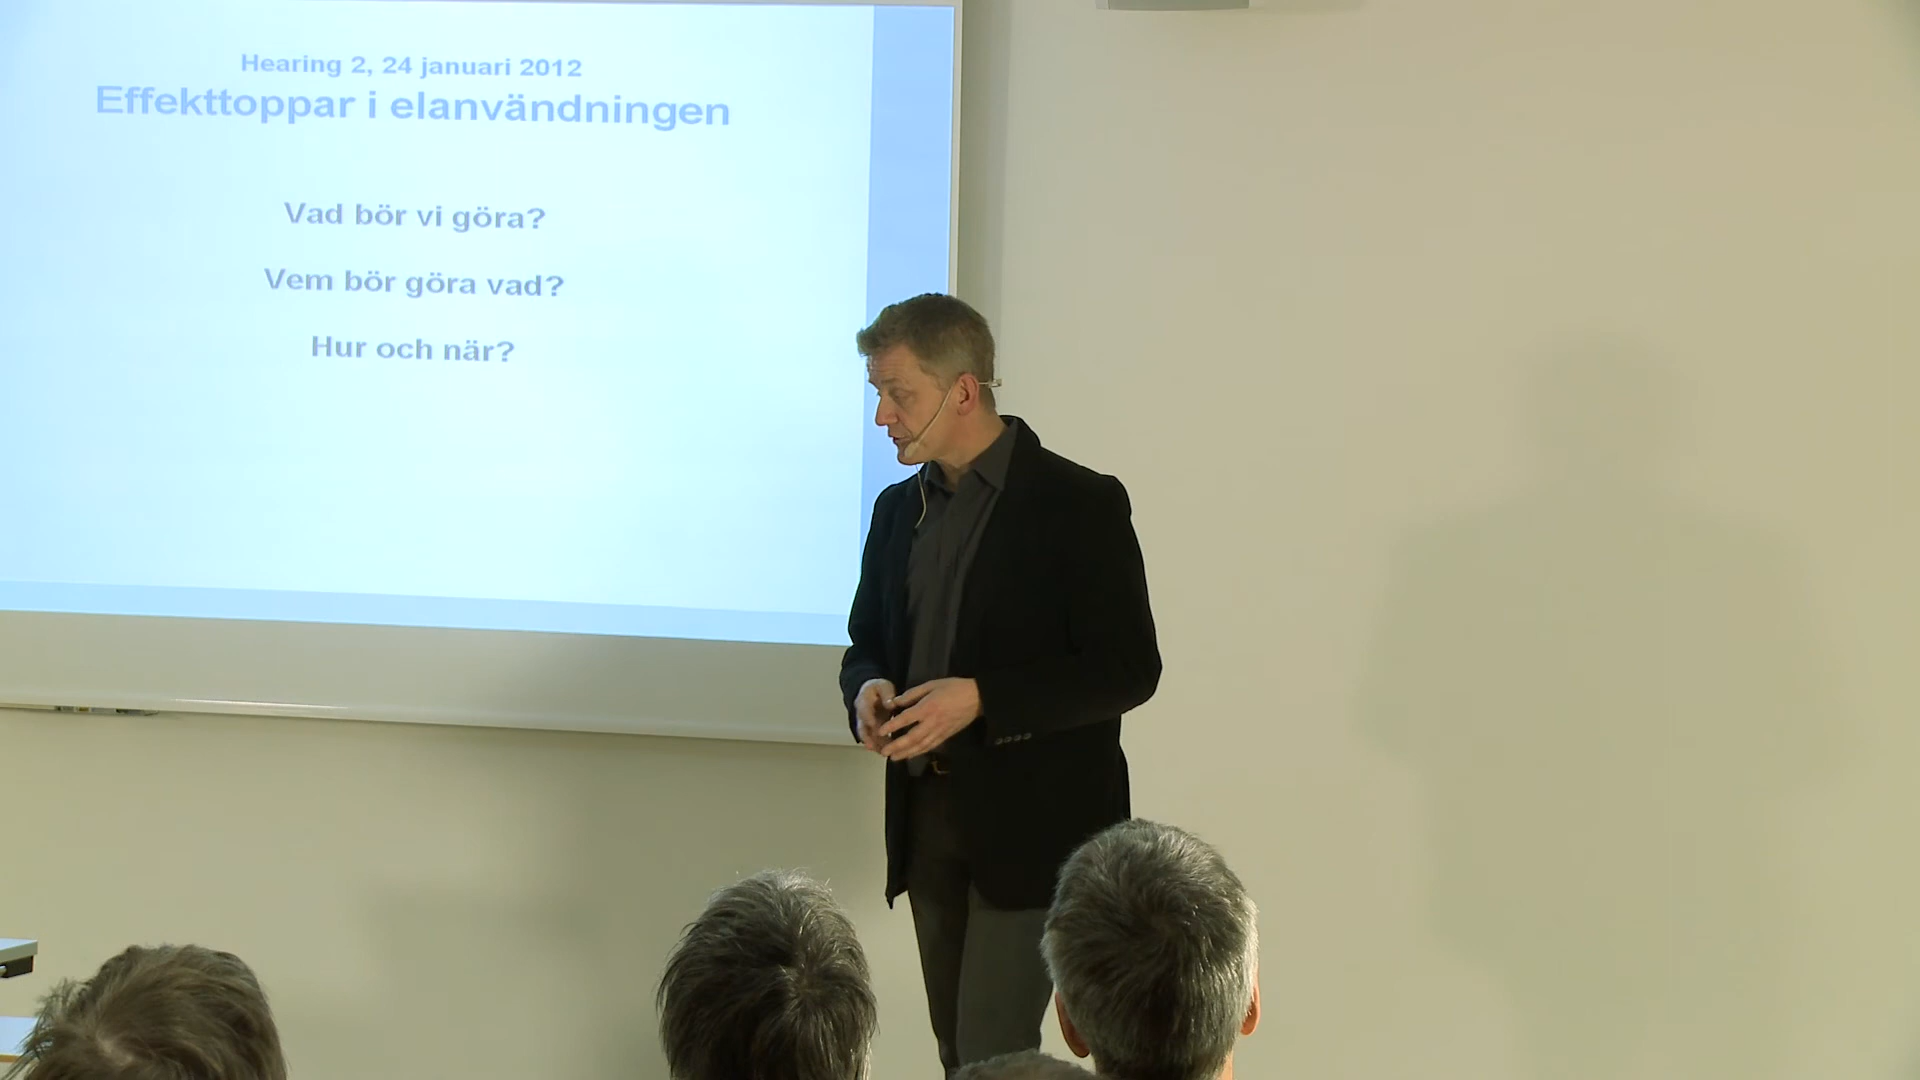 Hearing 2, 24 januari 2012
Effekttoppar i elanvändningen
Vad bör vi göra?
Vem bör göra vad?
Hur och när?